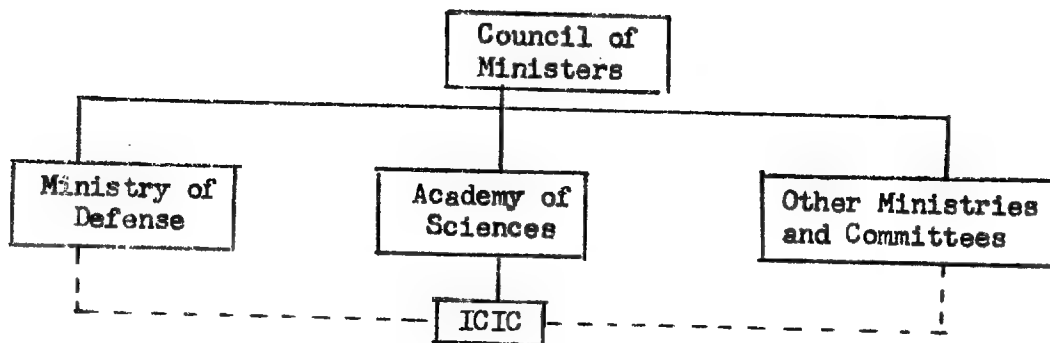 Council of
Ministers
Ministry of
Defense
Academy of
Sciences
Other Ministries
and Committees
ICIC